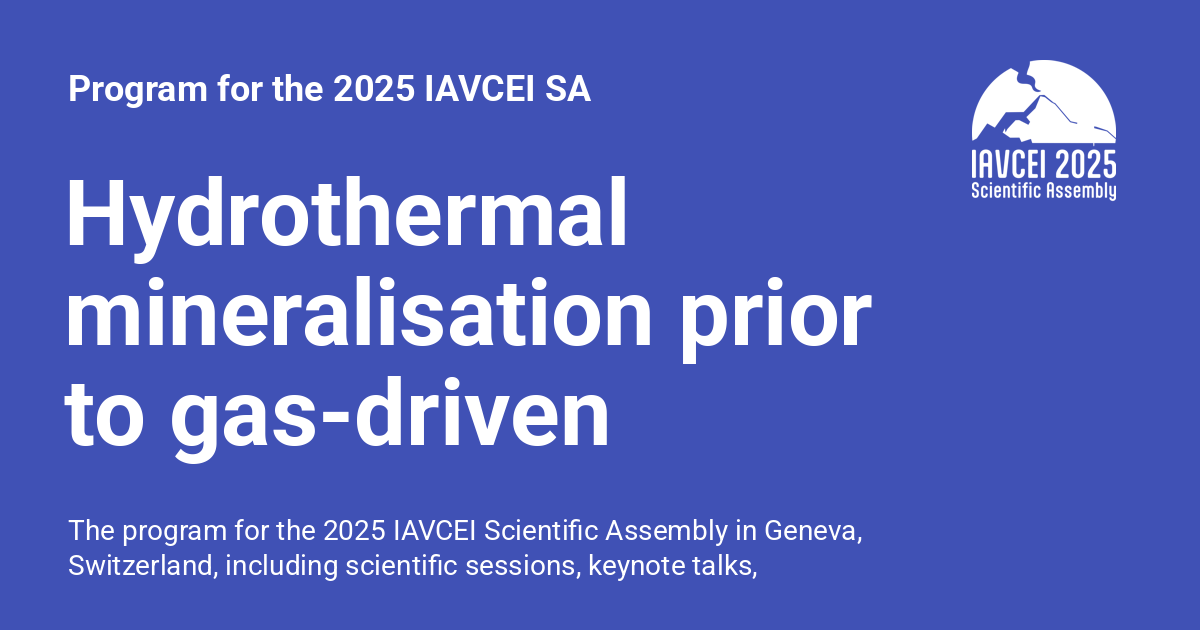 Program for the 2025 IAVCEI SA
IAVCEI 2025
Scientific Assembly
Hydrothermal
mineralisation prior
to gas-driven
The program for the 2025 IAVCEI Scientific Assembly in Geneva,
Switzerland, including scientific sessions, keynote talks,